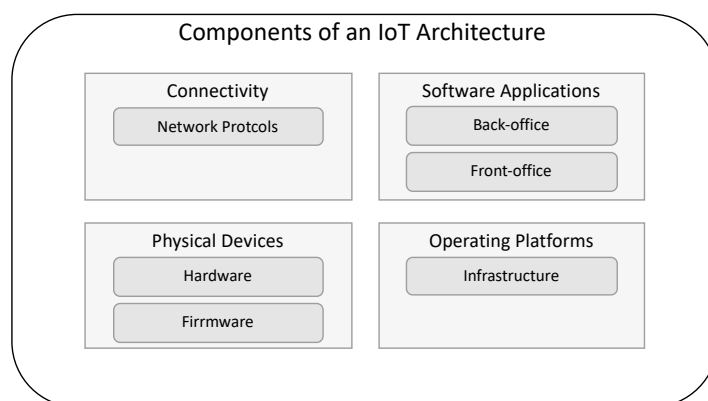 Components of an IoT Architecture
Connectivity
Network Protcols
Software Applications
Back-office
Front-office
Physical Devices
Hardware
Firrmware
Operating Platforms
Infrastructure